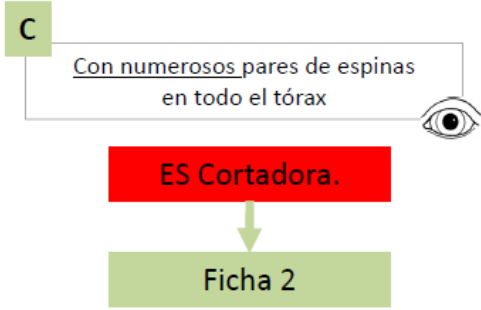 C
Con numerosos pares de espinas
en todo el tórax
ES Cortadora.
Ficha 2